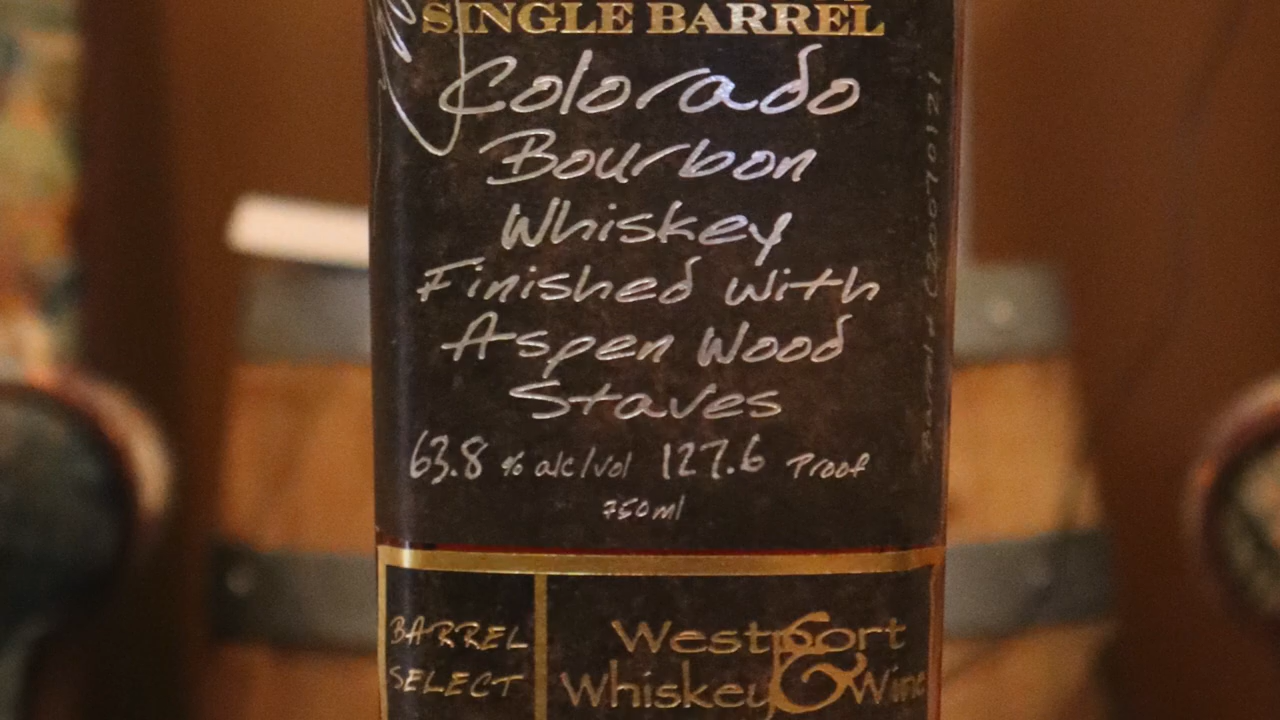 SINGLE BARREL
Colorado
Bourbon
Whiskey
Finished with
Aspen Wood
Staves
63.8 % alc/vol 127.6 Proof
750ml
BARREL
SELECT
Westport
Whiskey & Wine